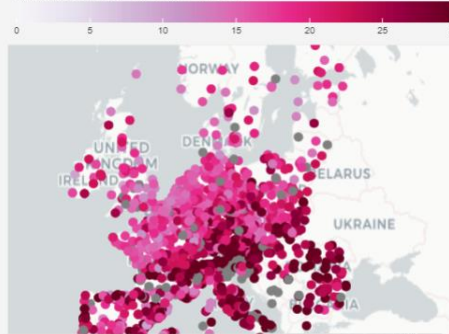 0 5 10 15 20 25
NORWAY
DENMARK
UNITED
KINGDOM
IRELAND
BELARUS
UKRAINE